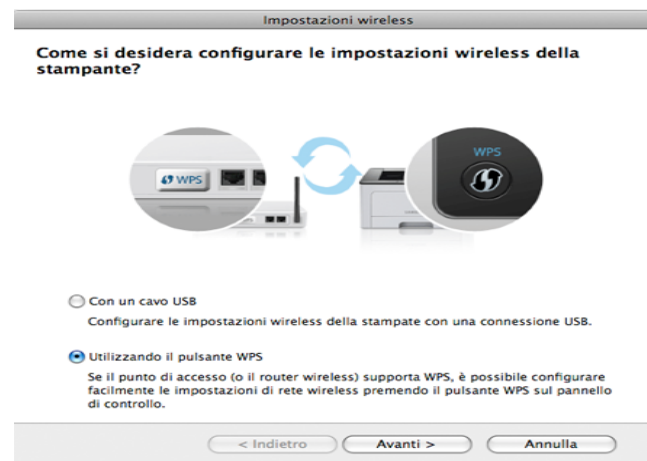 Impostazioni wireless
Come si desidera configurare le impostazioni wireless della
stampante?
WPS
WPS
Con un cavo USB
Configurare le impostazioni wireless della stampate con una connessione USB.
Utilizzando il pulsante WPS
Se il punto di accesso (o il router wireless) supporta WPS, è possibile configurare
facilmente le impostazioni di rete wireless premendo il pulsante WPS sul pannello
di controllo.
< Indietro Avanti > Annulla